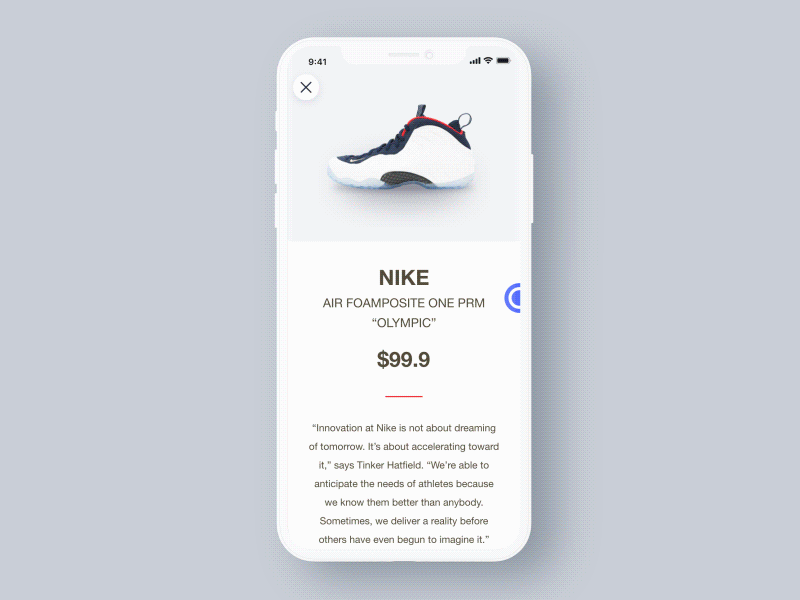 9:41
NIKE
AIR FOAMPOSITE ONE PRM
“OLYMPIC”
$99.9
“Innovation at Nike is not about dreaming
of tomorrow. It’s about accelerating toward
it,” says Tinker Hatfield. “We’re able to
anticipate the needs of athletes because
we know them better than anybody.
Sometimes, we deliver a reality before
others have even begun to imagine it.”